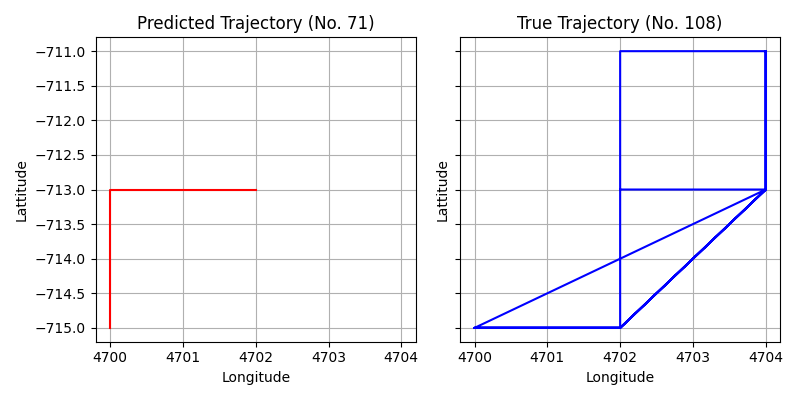 Predicted Trajectory (No. 71)
True Trajectory (No. 108)
−711.0
−711.5
−712.0
−712.5
−713.0
−713.5
−714.0
−714.5
−715.0
Lattitude
Lattitude
4700 4701 4702 4703 4704
4700 4701 4702 4703 4704
Longitude
Longitude